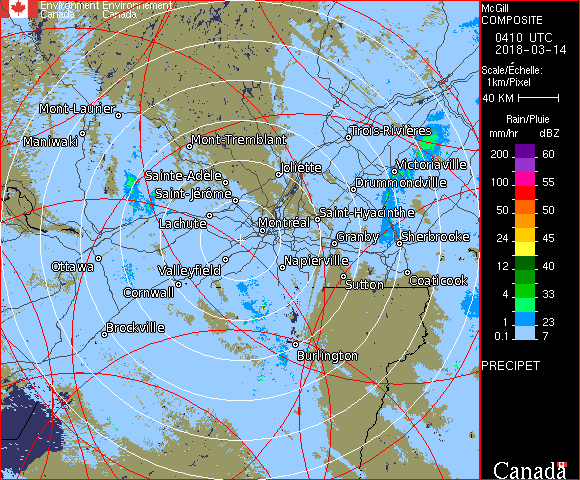 Environment Environnement
Canada Canada
McGill
COMPOSITE
0410 UTC
2018-03-14
Scale/Échelle:
1km/Pixel
40 KM
Rain/Pluie
mm/hr dBZ
200 60
100 55
50 50
24 45
12 40
4 33
0.1 7
PRECIPET
Canada
Mont-Laurier
Maniwaki
Mont-Tremblant
Trois-Rivières
Joliette
Victoriaville
Sainte-Adèle
Drummondville
Saint-Jérôme
Saint-Hyacinthe
Lachute
Montréal
Granby
Sherbrooke
Ottawa
Napierville
Valleyfield
Coaticook
Sutton
Cornwall
Brockville
Burlington
2 23